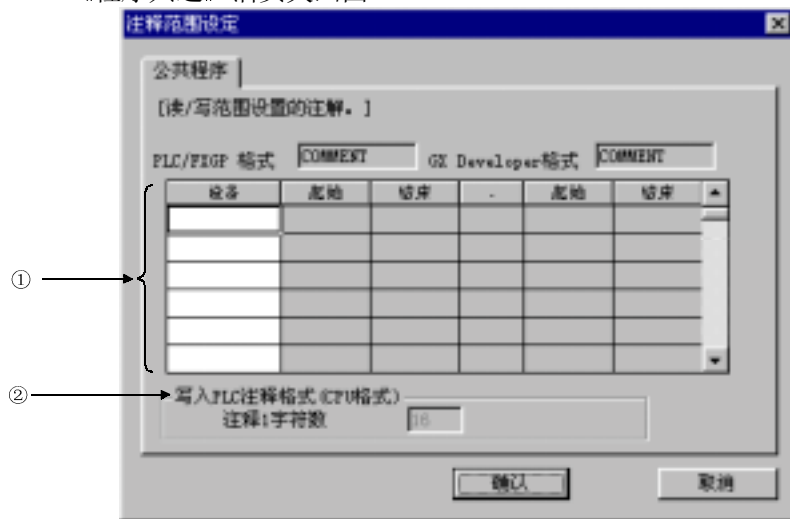 注释范围设定
公共程序
[读/写范围设置的注解。]
PLC/FIGP 格式 COMMENT GX Developer格式 COMMENT
设备 起始 结束 - 起始 结束
①
② 写入PLC注释格式(CPU格式)
注释1字符数 16
确认 取消